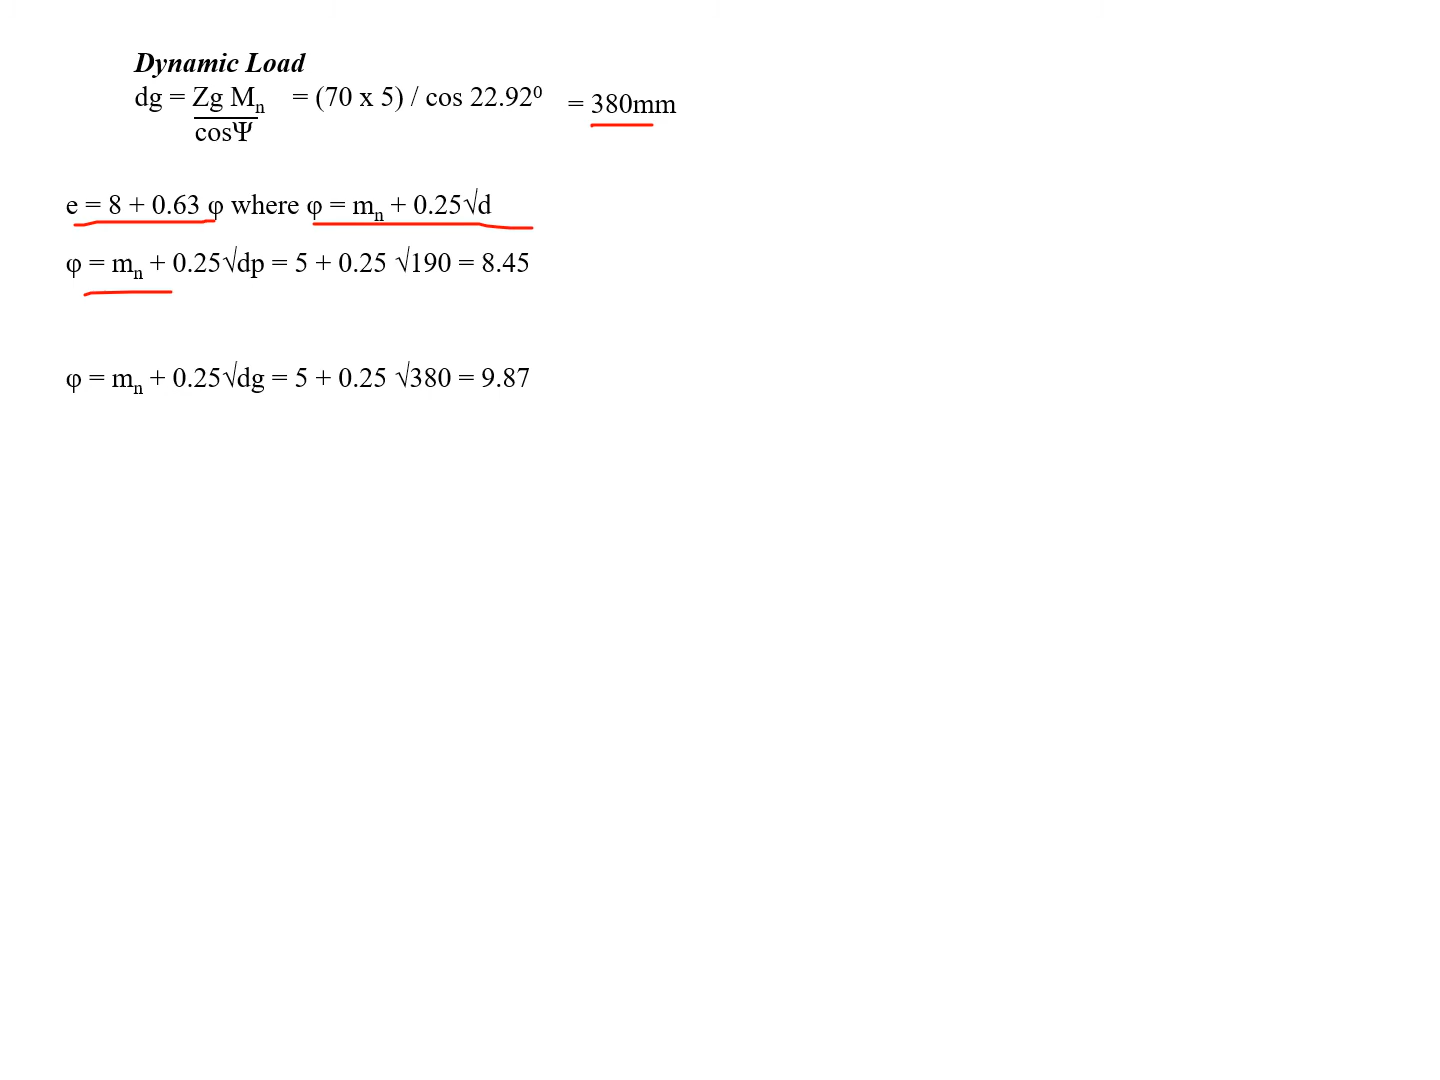 Dynamic Load
dg = Zg Mn = (70 x 5) / cos 22.92⁰ = 380mm
cosΨ
e = 8 + 0.63 φ where φ = mn + 0.25√d
φ = mn + 0.25√dp = 5 + 0.25 √190 = 8.45
φ = mn + 0.25√dg = 5 + 0.25 √380 = 9.87